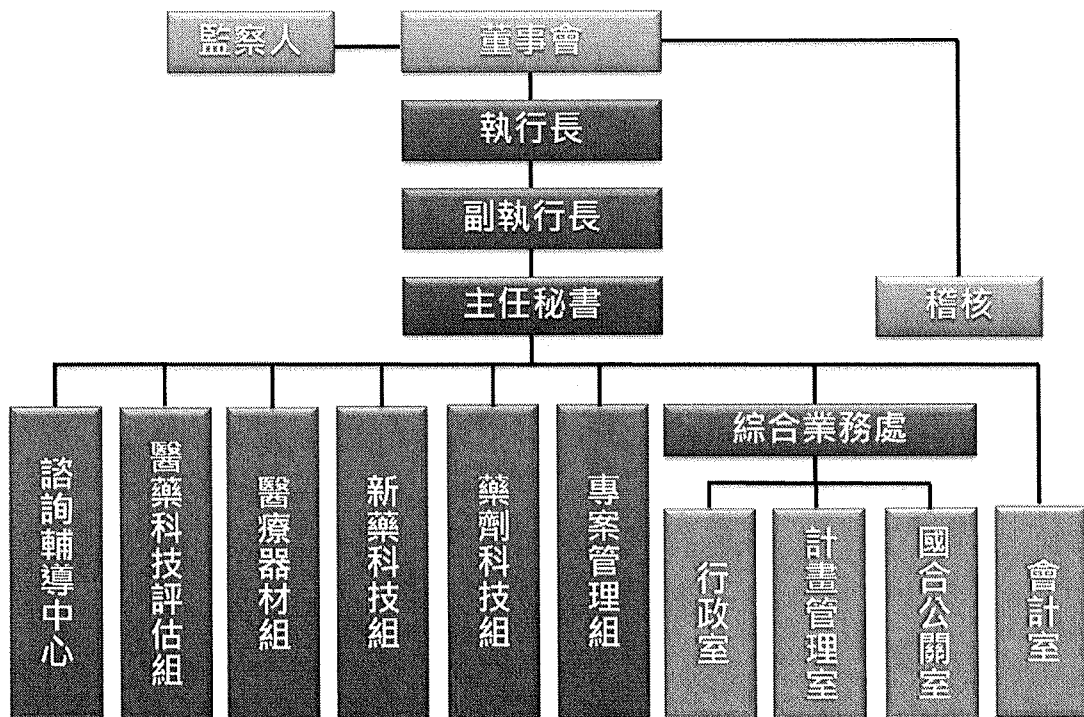 監察人
董事會
執行長
副執行長
主任秘書
稽核
諮詢輔導中心
醫藥科技評估組
醫療器材組
新藥科技組
藥劑科技組
專案管理組
綜合業務處
行政室
計畫管理室
國合公關室
會計室